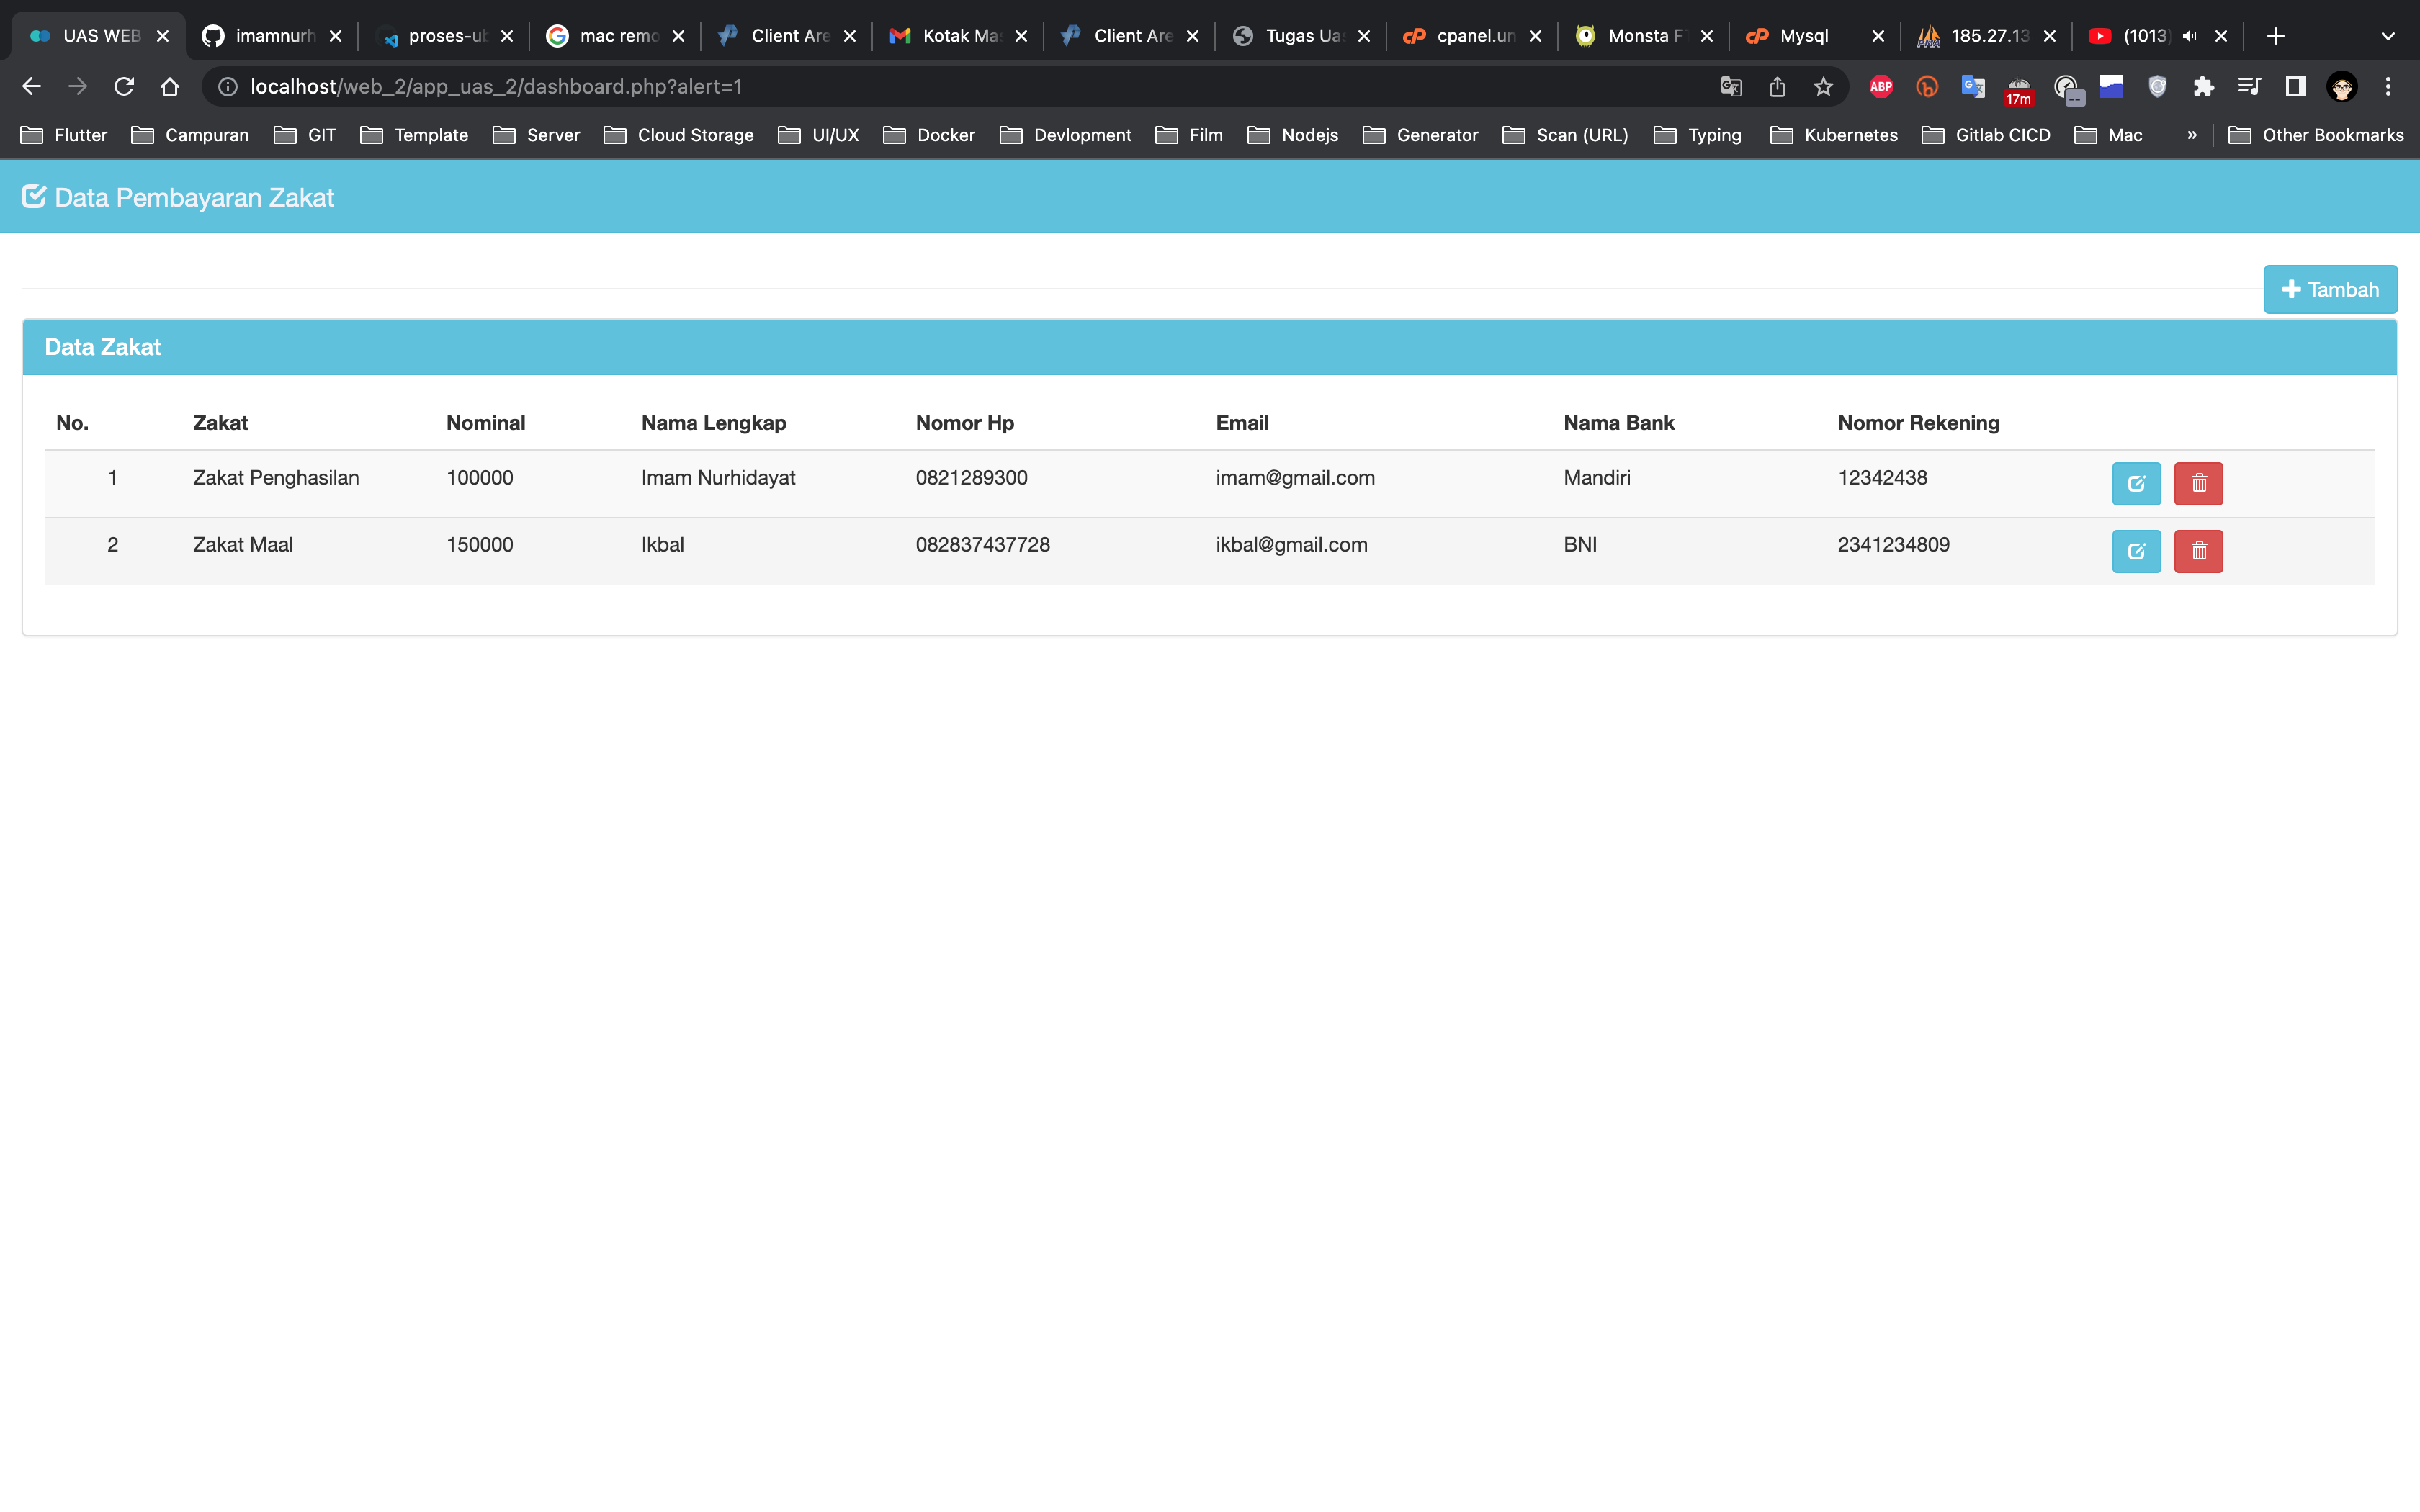 UAS WEB imamnurh proses-ub mac remo Client Are Kotak Mas Client Are Tugas Uas cpanel.un Monsta FT Mysql 185.27.13 (1013)
localhost/web_2/app_uas_2/dashboard.php?alert=1 ABP 17m
Flutter Campuran GIT Template Server Cloud Storage UI/UX Docker Devlopment Film Nodejs Generator Scan (URL) Typing Kubernetes Gitlab CICD Mac » Other Bookmarks
Data Pembayaran Zakat
Tambah
Data Zakat
No. Zakat Nominal Nama Lengkap Nomor Hp Email Nama Bank Nomor Rekening
1 Zakat Penghasilan 100000 Imam Nurhidayat 0821289300 imam@gmail.com Mandiri 12342438
2 Zakat Maal 150000 Ikbal 082837437728 ikbal@gmail.com BNI 2341234809